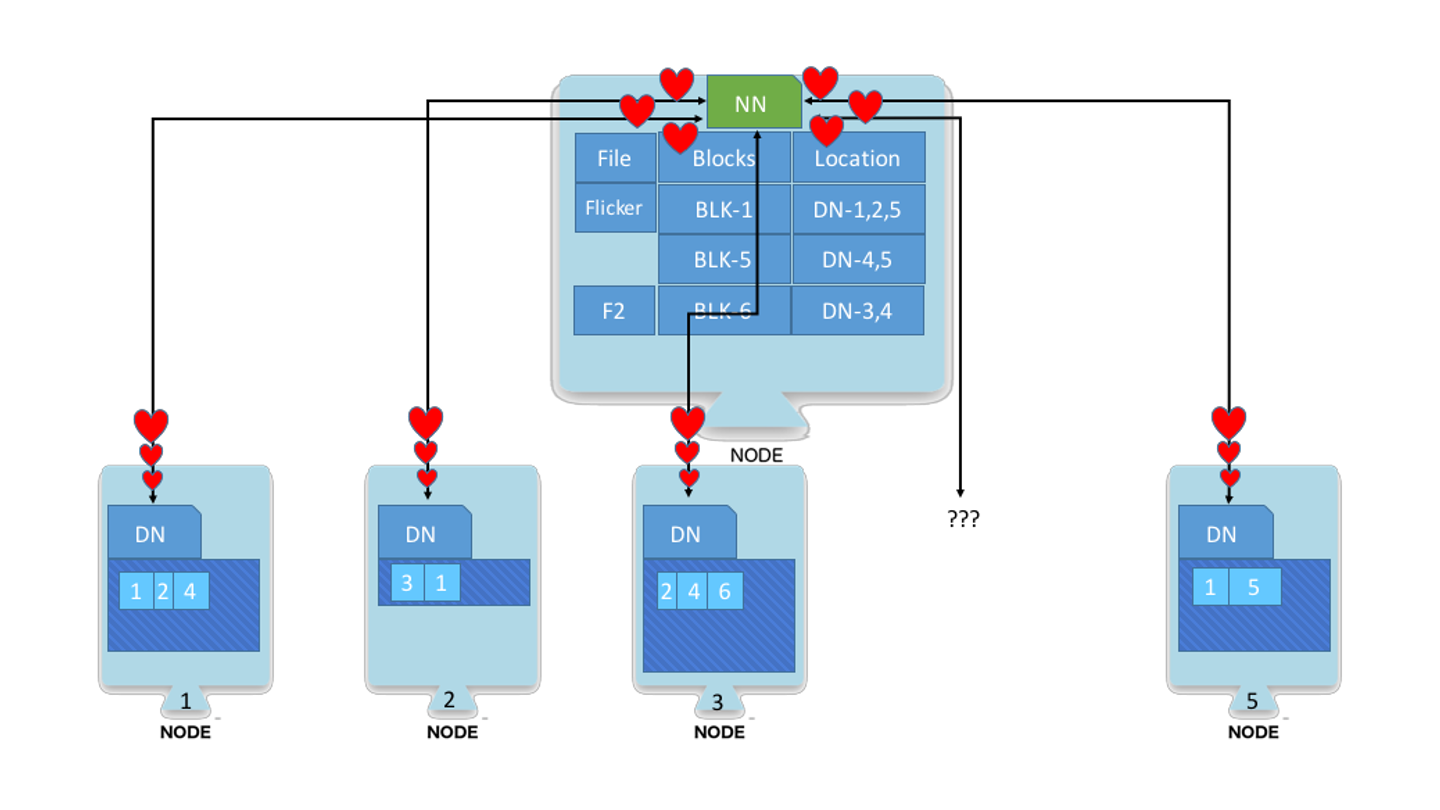 NN
File Blocks Location
Flicker BLK-1 DN-1,2,5
BLK-5 DN-4,5
F2 BLK-6 DN-3,4
NODE
???
DN
1 2 4
1
NODE
DN
3 1
2
NODE
DN
2 4 6
3
NODE
DN
1 5
5
NODE